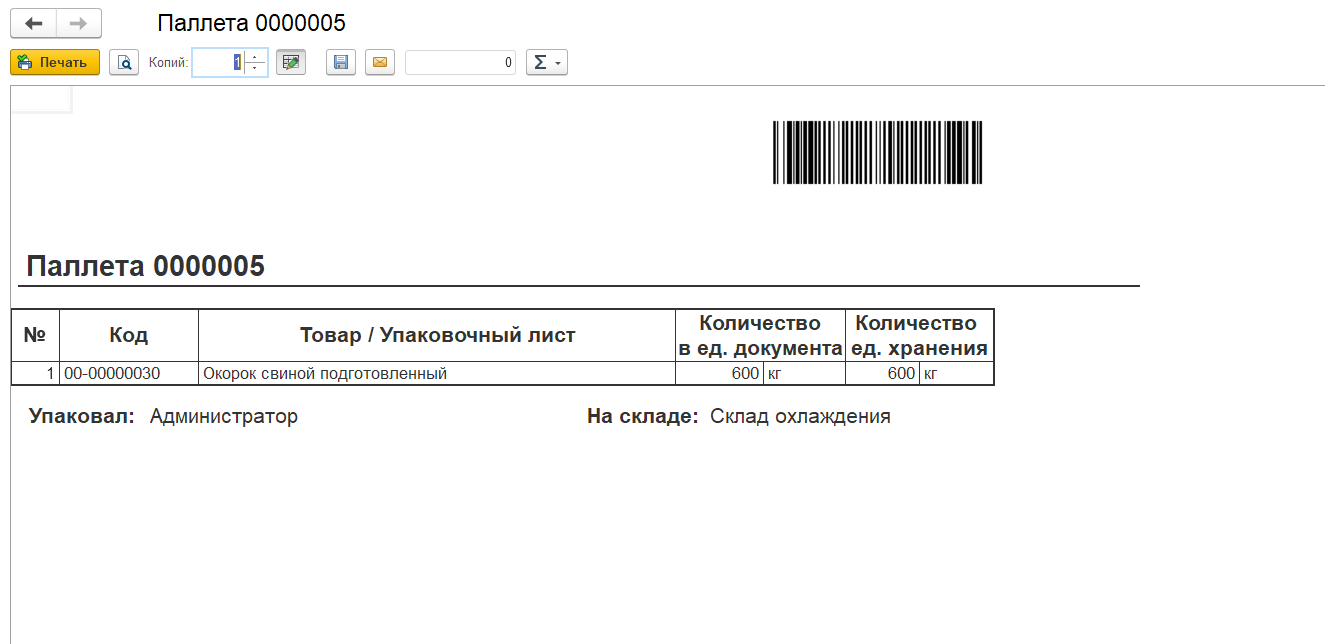 Паллета 0000005
Печать Копий: 1 0 Σ
Паллета 0000005
№ Код Товар / Упаковочный лист Количество в ед. документа Количество ед. хранения
1 00-00000030 Окорок свиной подготовленный 600 кг 600 кг
Упаковал: Администратор На складе: Склад охлаждения